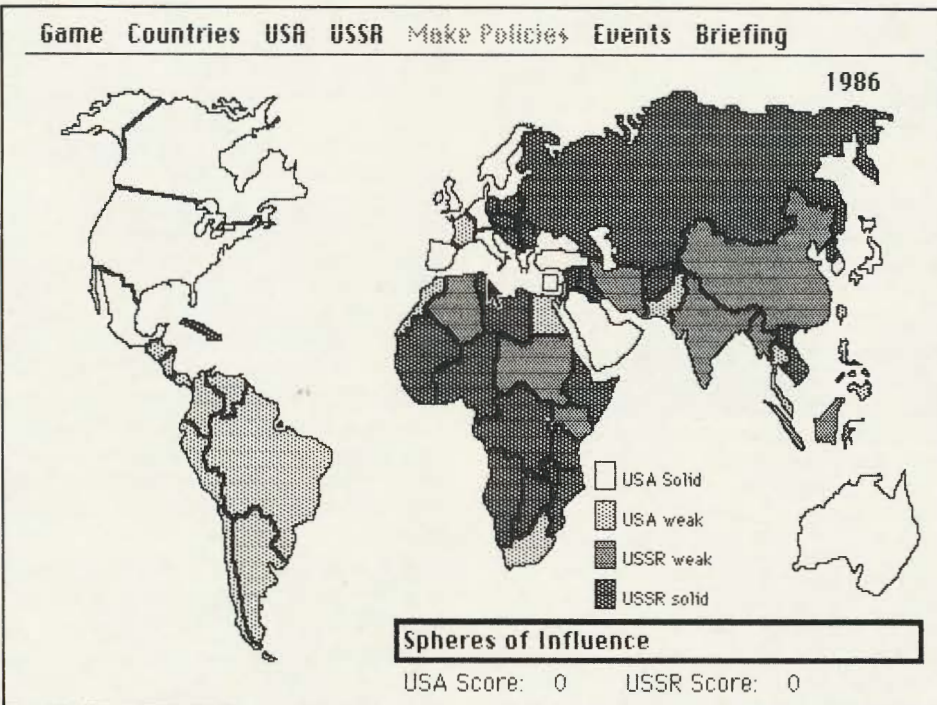 Game Countries USA USSR Make Policies Events Briefing
1986
USA Solid
USA weak
USSR weak
USSR solid
Spheres of Influence
USA Score: 0 USSR Score: 0